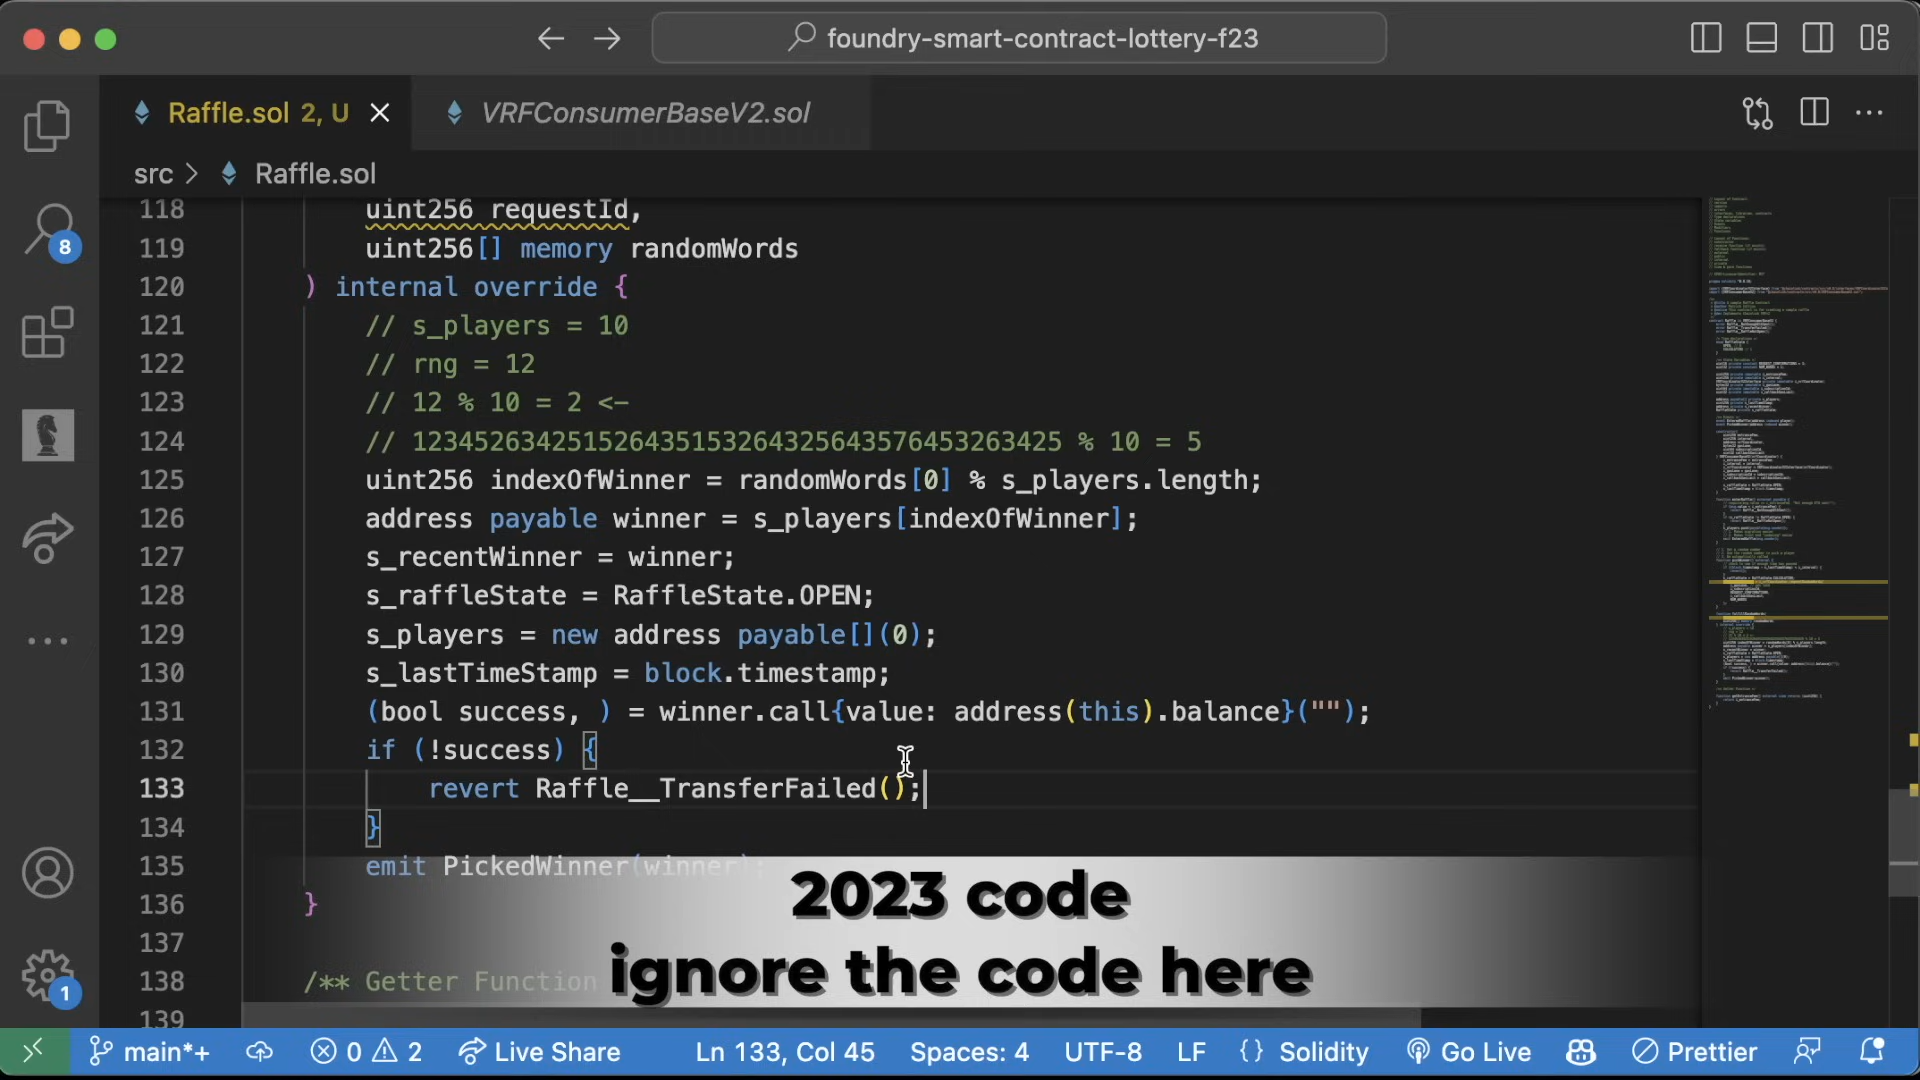 foundry-smart-contract-lottery-f23
Raffle.sol 2, U
VRFConsumerBaseV2.sol
src > Raffle.sol
118 uint256 requestId,
119 uint256[] memory randomWords
120 ) internal override {
121 // s_players = 10
122 // rng = 12
123 // 12 % 10 = 2 <-
124 // 123452634251526435153264325643576453263425 % 10 = 5
125 uint256 indexOfWinner = randomWords[0] % s_players.length;
126 address payable winner = s_players[indexOfWinner];
127 s_recentWinner = winner;
128 s_raffleState = RaffleState.OPEN;
129 s_players = new address payable[](0);
130 s_lastTimeStamp = block.timestamp;
131 (bool success, ) = winner.call{value: address(this).balance}("");
132 if (!success) {
133 revert Raffle__TransferFailed();
134 }
135 emit PickedWinner(winner);
136 }
137
138 /** Getter Function
139
8
1
2023 code
ignore the code here
main*+ 0 2 Live Share Ln 133, Col 45 Spaces: 4 UTF-8 LF {} Solidity Go Live Prettier